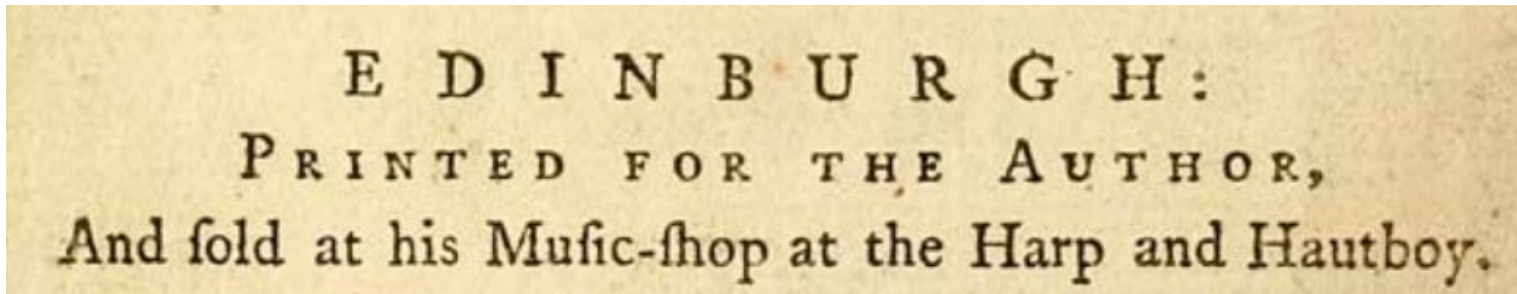 EDINBURGH:
PRINTED FOR THE AUTHOR,
And ſold at his Muſic-ſhop at the Harp and Hautboy.